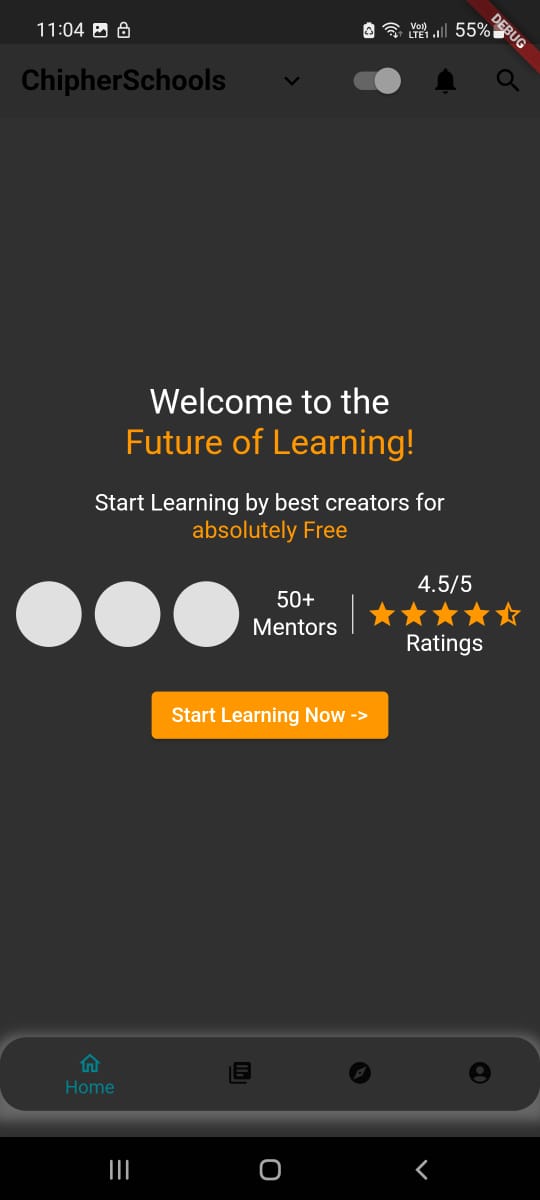 11:04
Vo))
LTE1
55%
DEBUG
ChipherSchools
Welcome to the
Future of Learning!
Start Learning by best creators for
absolutely Free
50+
Mentors
4.5/5
Ratings
Start Learning Now ->
Home